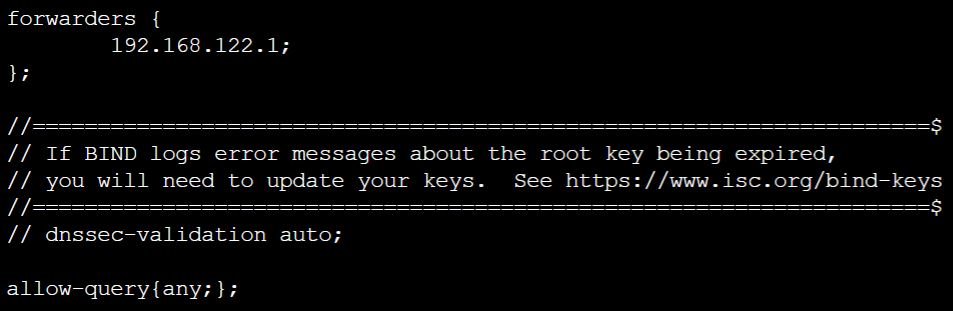 forwarders {
        192.168.122.1;
};

//=====================================================================$
// If BIND logs error messages about the root key being expired,
// you will need to update your keys.  See https://www.isc.org/bind-keys
//=====================================================================$
// dnssec-validation auto;

allow-query{any;};